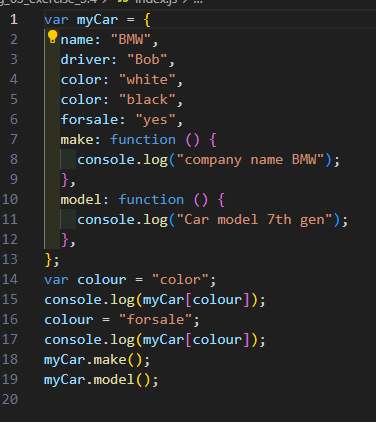 index.js > ...
1 var myCar = {
2 name: "BMW",
3 driver: "Bob",
4 color: "white",
5 color: "black",
6 forsale: "yes",
7 make: function () {
8 console.log("company name BMW");
9 },
10 model: function () {
11 console.log("Car model 7th gen");
12 },
13 };
14 var colour = "color";
15 console.log(myCar[colour]);
16 colour = "forsale";
17 console.log(myCar[colour]);
18 myCar.make();
19 myCar.model();
20